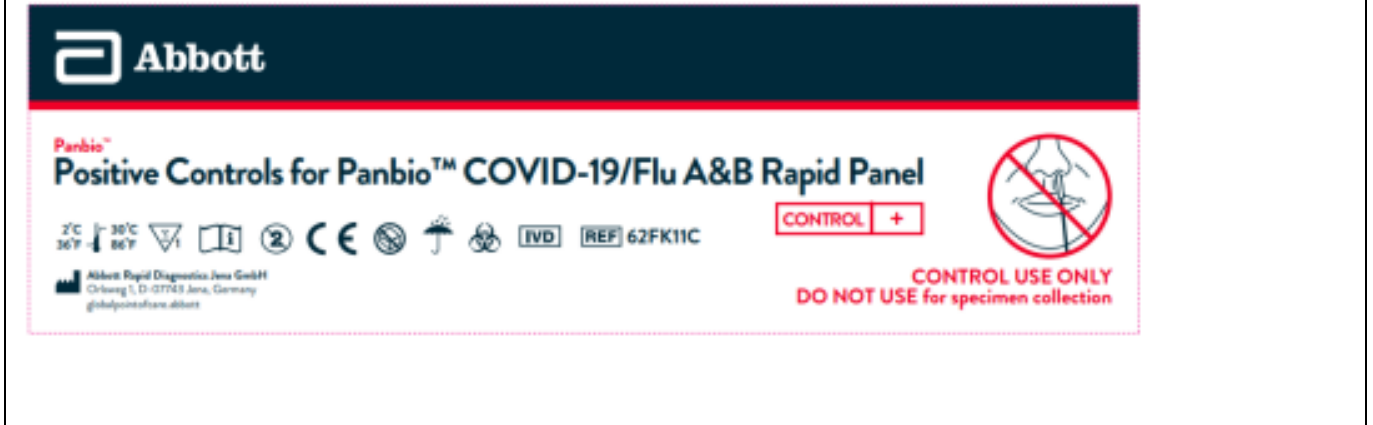 Abbott
Panbio™
Positive Controls for Panbio™ COVID-19/Flu A&B Rapid Panel
CONTROL +
2°C 30°C
36°F 86°F
2
CE
IVD REF 62FK11C
Abbott Rapid Diagnostics Jena GmbH
Orlaweg 1, D-07743 Jena, Germany
globalpointofcare.abbott
CONTROL USE ONLY
DO NOT USE for specimen collection